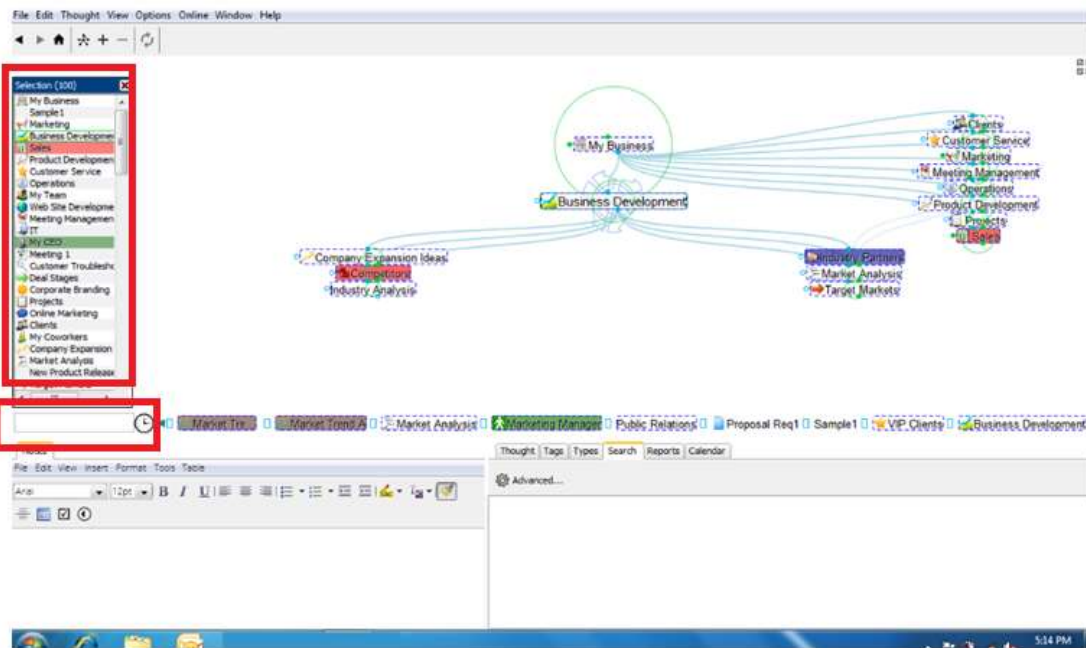 File Edit Thought View Options Online Window Help
Selection (100)
My Business
Sample1
Marketing
Business Developmen
Sales
Product Developmen
Customer Service
Operations
My Team
Web Site Developme
Meeting Managemen
IT
My CEO
Meeting 1
Customer Troublesho
Deal Stages
Corporate Branding
Projects
Online Marketing
Clients
My Coworkers
Company Expansion
Market Analysis
New Product Release
My Business
Business Development
Clients
Customer Service
Marketing
Meeting Management
Operations
Product Development
Projects
Sales
Company Expansion Ideas
Competitors
Industry Analysis
Industry Partners
Market Analysis
Target Markets
Market Tre... Market Trend A Market Analysis Marketing Manager Public Relations Proposal Req1 Sample1 VIP Clients Business Development
Notes
File Edit View Insert Format Tools Table
Arial 12pt B I U
Thought Tags Types Search Reports Calendar
Advanced...
5:14 PM